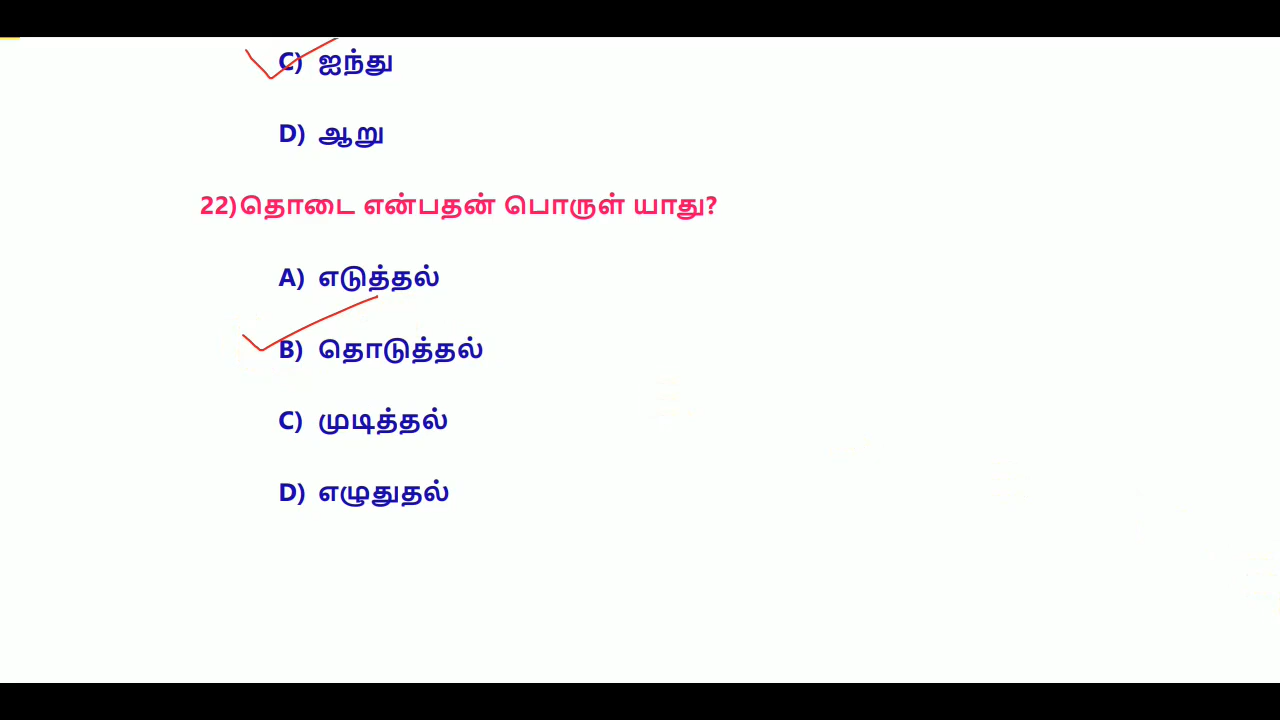 C) ஐந்து
D) ஆறு
22)தொடை என்பதன் பொருள் யாது?
A) எடுத்தல்
B) தொடுத்தல்
C) முடித்தல்
D) எழுதுதல்